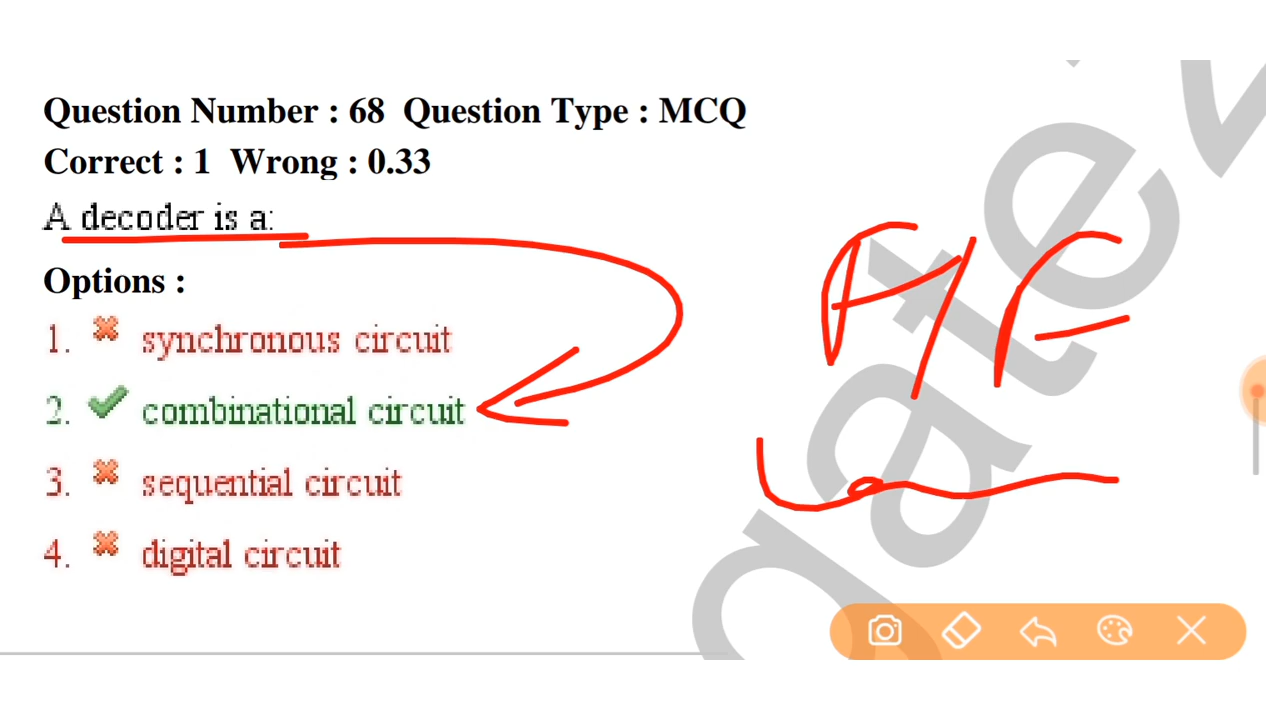 Question Number : 68 Question Type : MCQ
Correct : 1 Wrong : 0.33
A decoder is a:
Options :
1. synchronous circuit
2. combinational circuit
3. sequential circuit
4. digital circuit